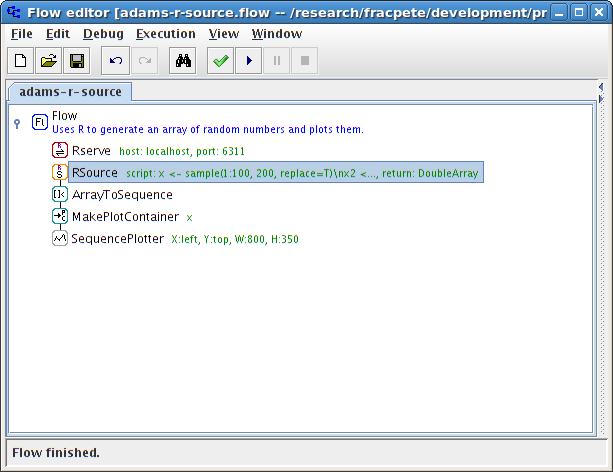 Flow editor [adams-r-source.flow -- /research/fracpete/development/pr
File Edit Debug Execution View Window
adams-r-source
Flow
Uses R to generate an array of random numbers and plots them.
Rserve host: localhost, port: 6311
RSource script: x <- sample(1:100, 200, replace=T)\nx2 <..., return: DoubleArray
ArrayToSequence
MakePlotContainer x
SequencePlotter X:left, Y:top, W:800, H:350
Flow finished.